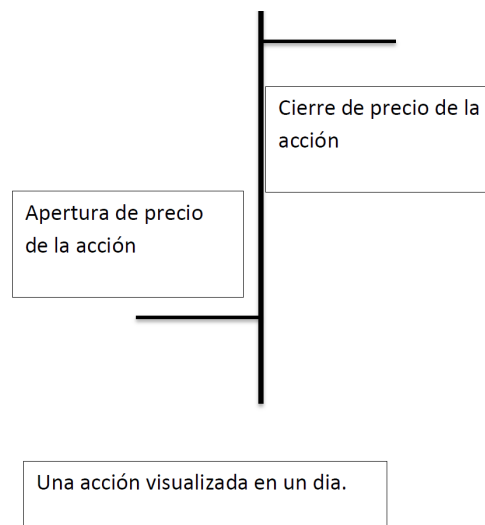 Cierre de precio de la
acción
Apertura de precio
de la acción
Una acción visualizada en un dia.